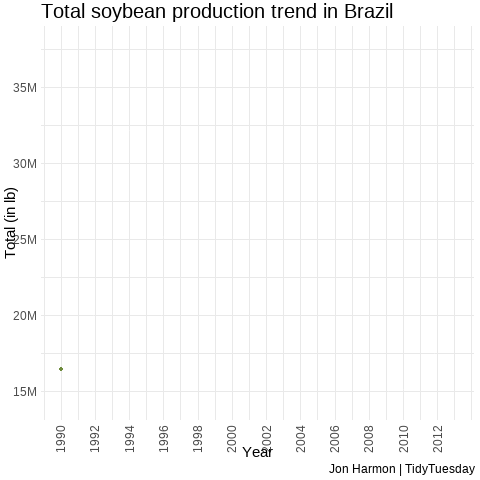 Total soybean production trend in Brazil
Total (in lb)
35M
30M
25M
20M
15M
1990
1992
1994
1996
1998
2000
2002
2004
2006
2008
2010
2012
Year
Jon Harmon | TidyTuesday